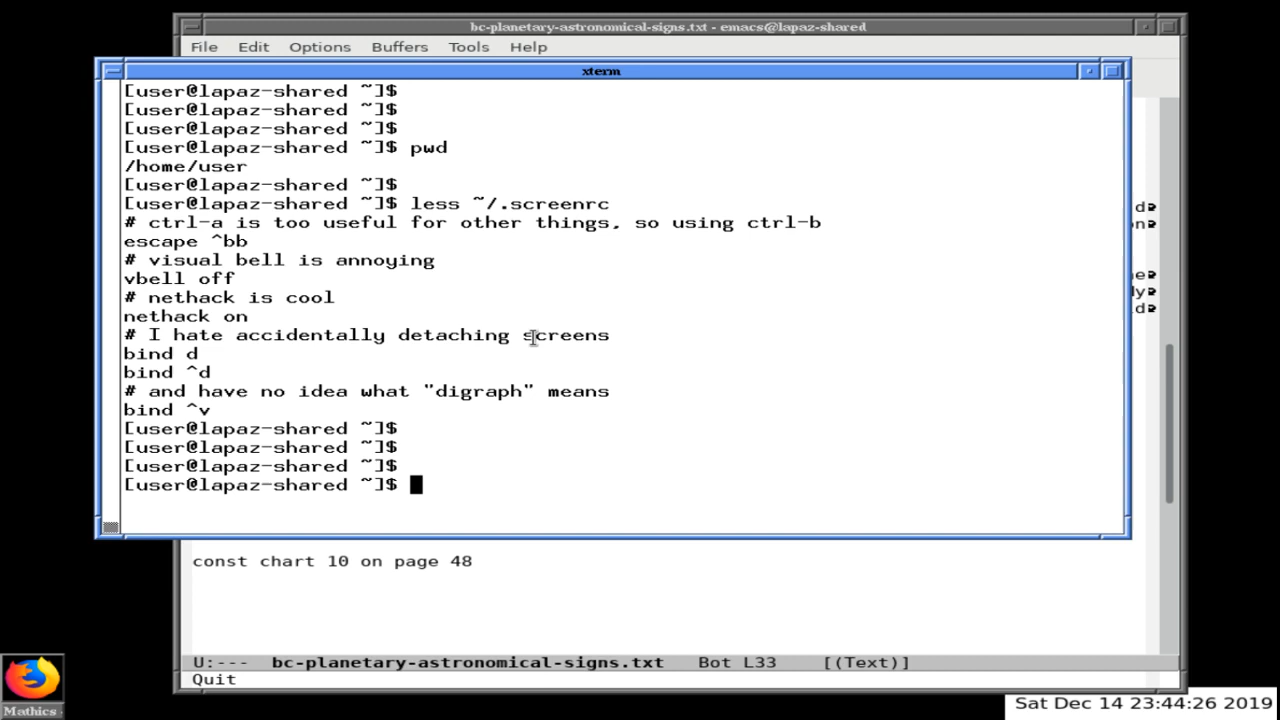 bc-planetary-astronomical-signs.txt - emacs@lapaz-shared
File Edit Options Buffers Tools Help
xterm
[user@lapaz-shared ~]$
[user@lapaz-shared ~]$
[user@lapaz-shared ~]$
[user@lapaz-shared ~]$ pwd
/home/user
[user@lapaz-shared ~]$
[user@lapaz-shared ~]$ less ~/.screenrc
# ctrl-a is too useful for other things, so using ctrl-b
escape ^bb
# visual bell is annoying
vbell off
# nethack is cool
nethack on
# I hate accidentally detaching screens
bind d
bind ^d
# and have no idea what "digraph" means
bind ^v
[user@lapaz-shared ~]$
[user@lapaz-shared ~]$
[user@lapaz-shared ~]$
[user@lapaz-shared ~]$
const chart 10 on page 48
U:--- bc-planetary-astronomical-signs.txt Bot L33 [(Text)]
Quit
Mathics
Sat Dec 14 23:44:26 2019